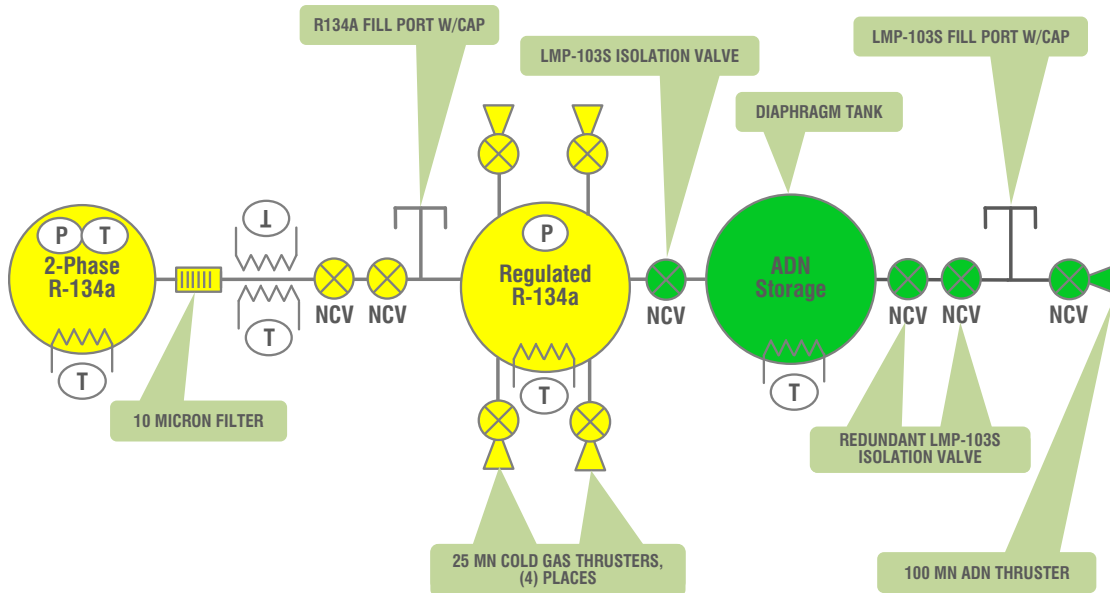 R134A FILL PORT W/CAP
LMP-103S ISOLATION VALVE
LMP-103S FILL PORT W/CAP
DIAPHRAGM TANK
P T
2-Phase
R-134a
T
T
T
NCV
NCV
P
Regulated
R-134a
T
NCV
ADN
Storage
T
NCV
NCV
NCV
10 MICRON FILTER
REDUNDANT LMP-103S
ISOLATION VALVE
25 MN COLD GAS THRUSTERS,
(4) PLACES
100 MN ADN THRUSTER